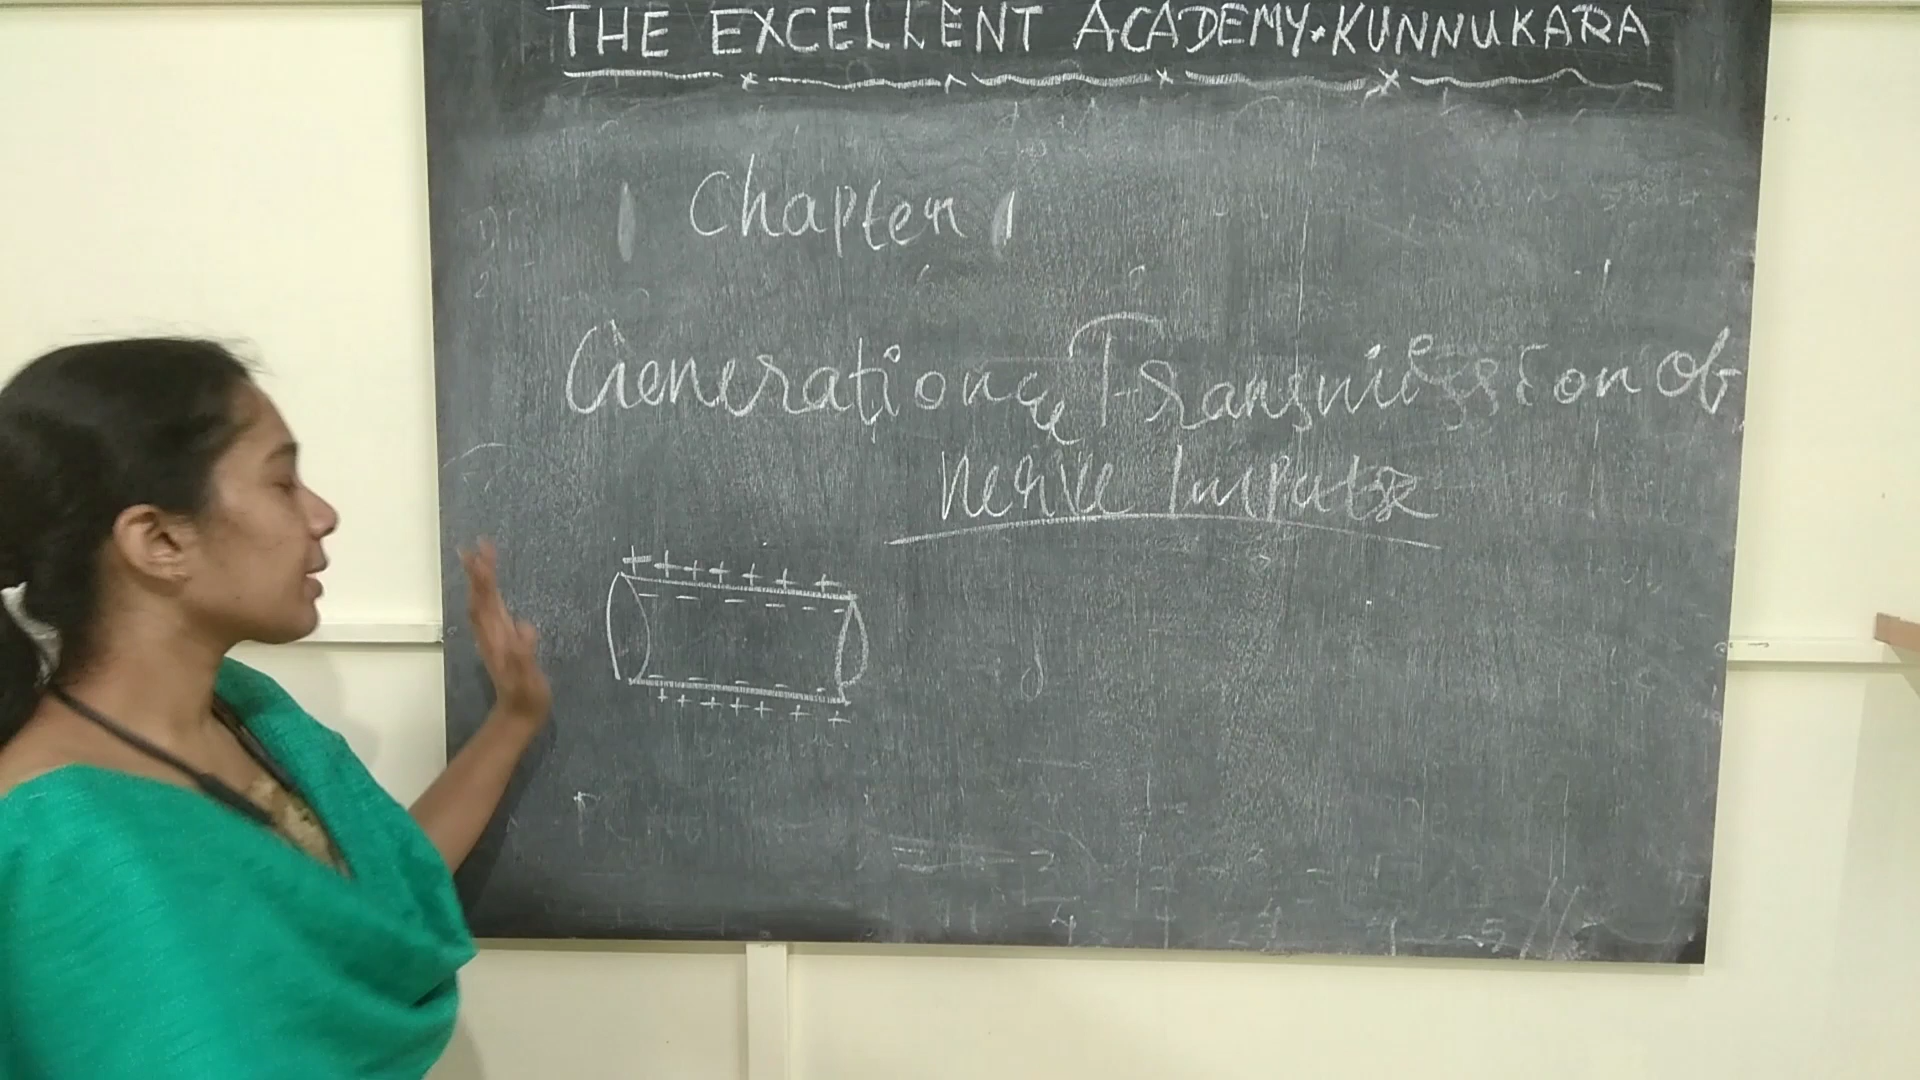 THE EXCELLENT ACADEMY. KUNNUKARA
Chapter 1
Generation & Transmission Of
Nerve Impulse
+ + + + + + +
- - - - - -
- - - - -
+ + + + + + +